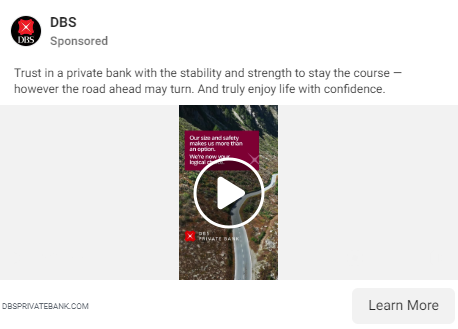 DBS
DBS
Sponsored
Trust in a private bank with the stability and strength to stay the course —
however the road ahead may turn. And truly enjoy life with confidence.
Our size and safety
makes us more than
an option.
We're now your
logical choice.
DBS
PRIVATE BANK
DBSPRIVATEBANK.COM
Learn More